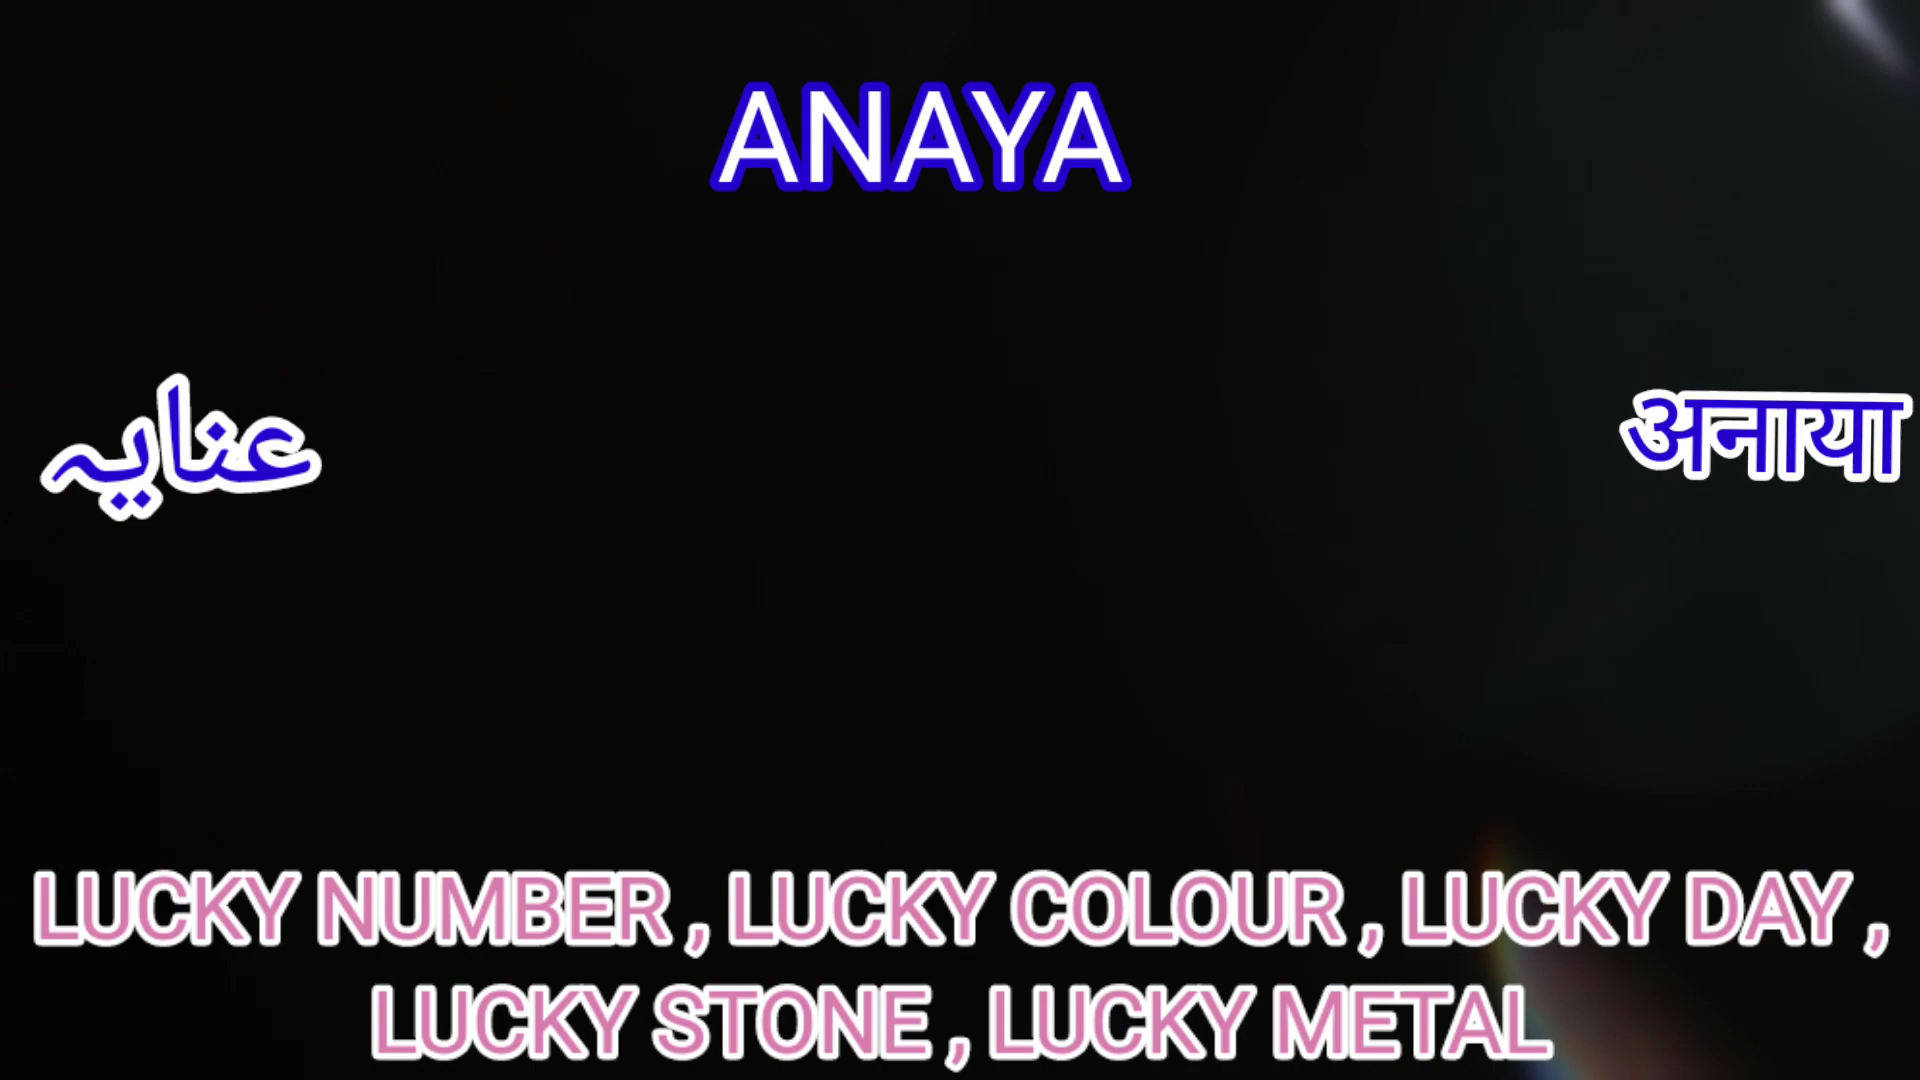 ANAYA
عنایہ
अनाया
LUCKY NUMBER , LUCKY COLOUR , LUCKY DAY ,
LUCKY STONE , LUCKY METAL